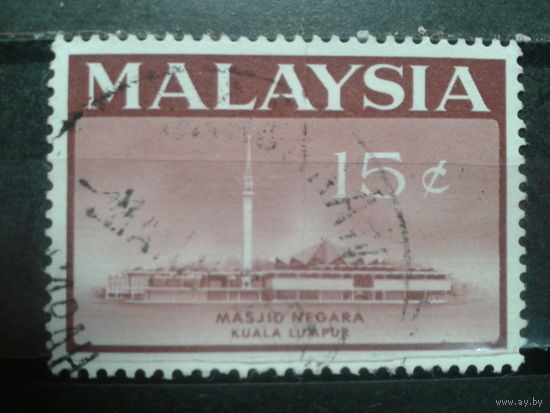 MALAYSIA
15 ¢
MASJID NEGARA
KUALA LUMPUR
www.ay.by